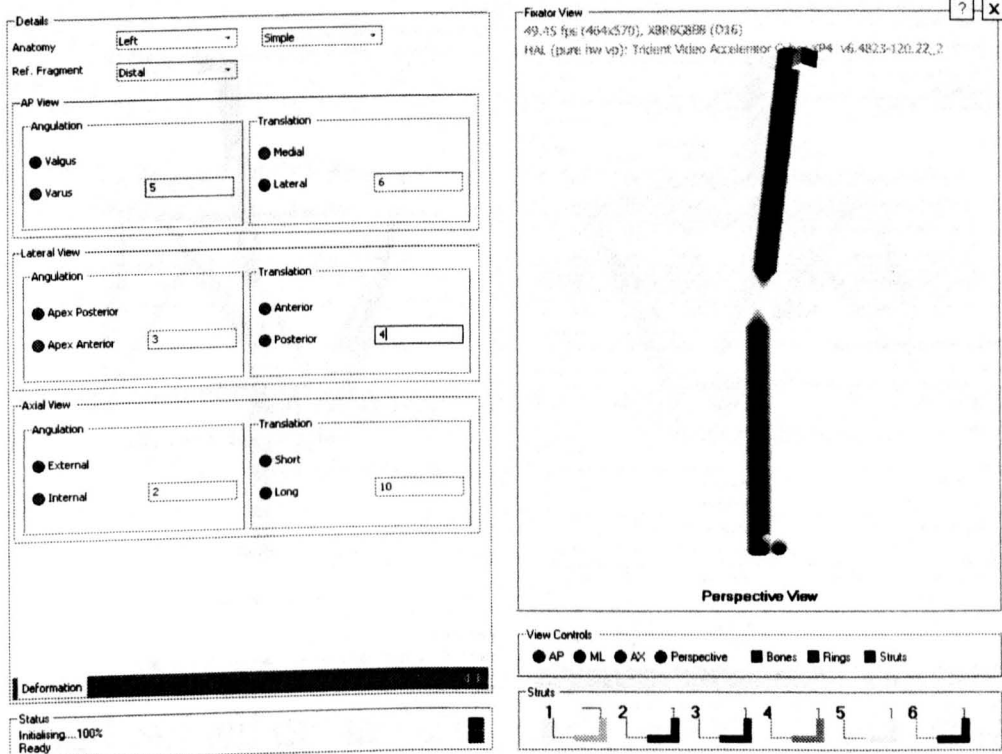 Details
Anatomy Left Simple
Ref. Fragment Distal
AP View
Angulation
Valgus
Varus 5
Translation
Medial
Lateral 6
Lateral View
Angulation
Apex Posterior
Apex Anterior 3
Translation
Anterior
Posterior 4
Axial View
Angulation
External
Internal 2
Translation
Short
Long 10
Deformation
Status
Initialising....100%
Ready
? X
Fixator View
49.45 fps (464x570), X8R8G8B8 (D16)
HAL (pure hw vp): Trident Video Accelerator XP4 v6.4823-120.22_2
Perspective View
View Controls
AP ML AX Perspective Bones Rings Struts
Struts
1 2 3 4 5 6